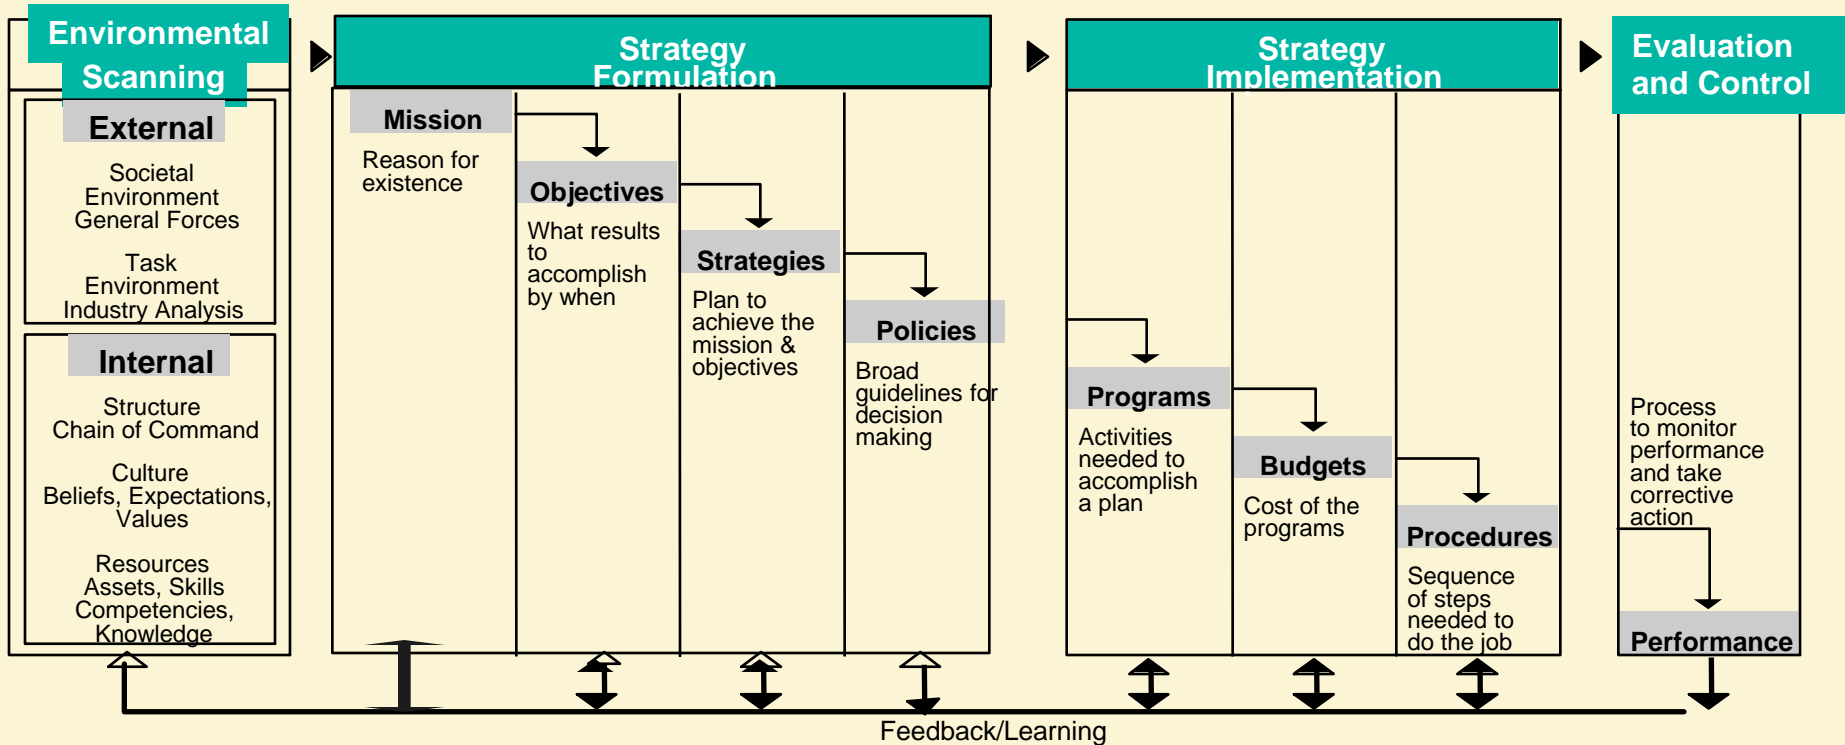 Environmental
Scanning
External
Societal
Environment
General Forces
Task
Environment
Industry Analysis
Internal
Structure
Chain of Command
Culture
Beliefs, Expectations,
Values
Resources
Assets, Skills
Competencies,
Knowledge
Strategy
Formulation
Mission
Reason for
existence
Objectives
What results
to
accomplish
by when
Strategies
Plan to
achieve the
mission &
objectives
Policies
Broad
guidelines for
decision
making
Strategy
Implementation
Programs
Activities
needed to
accomplish
a plan
Budgets
Cost of the
programs
Procedures
Sequence
of steps
needed to
do the job
Evaluation
and Control
Process
to monitor
performance
and take
corrective
action
Performance
Feedback/Learning